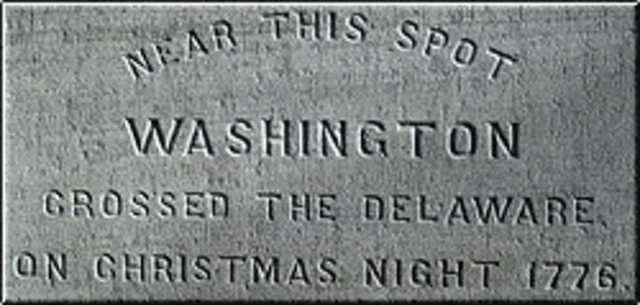 NEAR THIS SPOT
WASHINGTON
CROSSED THE DELAWARE.
ON CHRISTMAS NIGHT 1776.